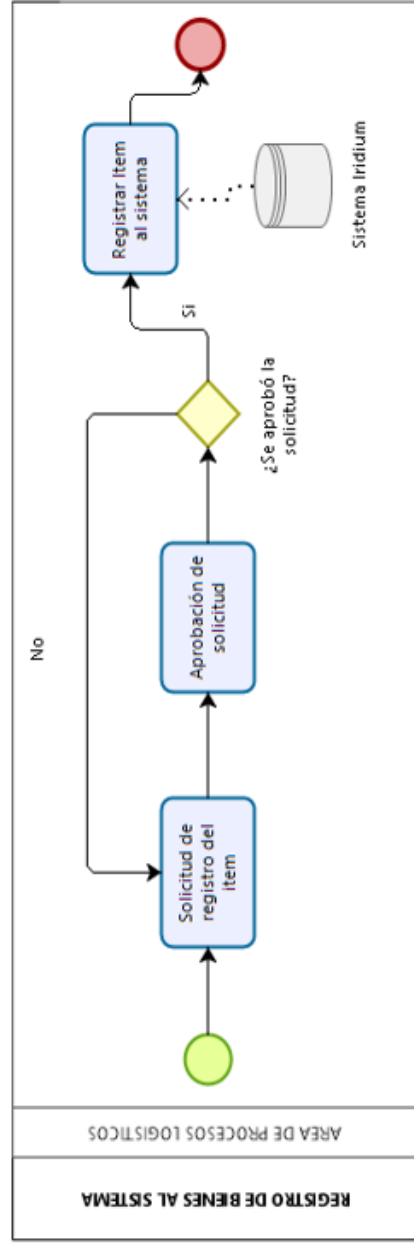 REGISTRO DE BIENES AL SISTEMA
AREA DE PROCESOS LOGISTICOS
Solicitud de
registro del
item
Aprobación de
solicitud
¿Se aprobó la
solicitud?
No
Si
Registrar Item
al sistema
Sistema Iridium